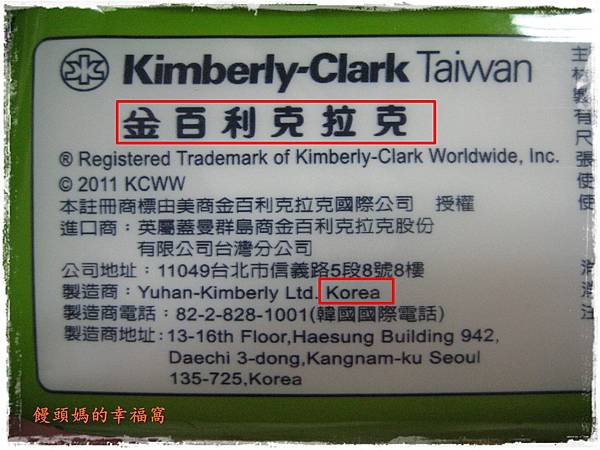 Kimberly-Clark Taiwan
金百利克拉克
® Registered Trademark of Kimberly-Clark Worldwide, Inc.
© 2011 KCWW
本註冊商標由美商金百利克拉克國際公司 授權
進口商：英屬蓋曼群島商金百利克拉克股份
有限公司台灣分公司
公司地址：11049台北市信義路5段8號8樓
製造商：Yuhan-Kimberly Ltd. Korea
製造商電話：82-2-828-1001(韓國國際電話)
製造商地址:13-16th Floor,Haesung Building 942,
Daechi 3-dong,Kangnam-ku Seoul
135-725,Korea
饅頭媽的幸福窩